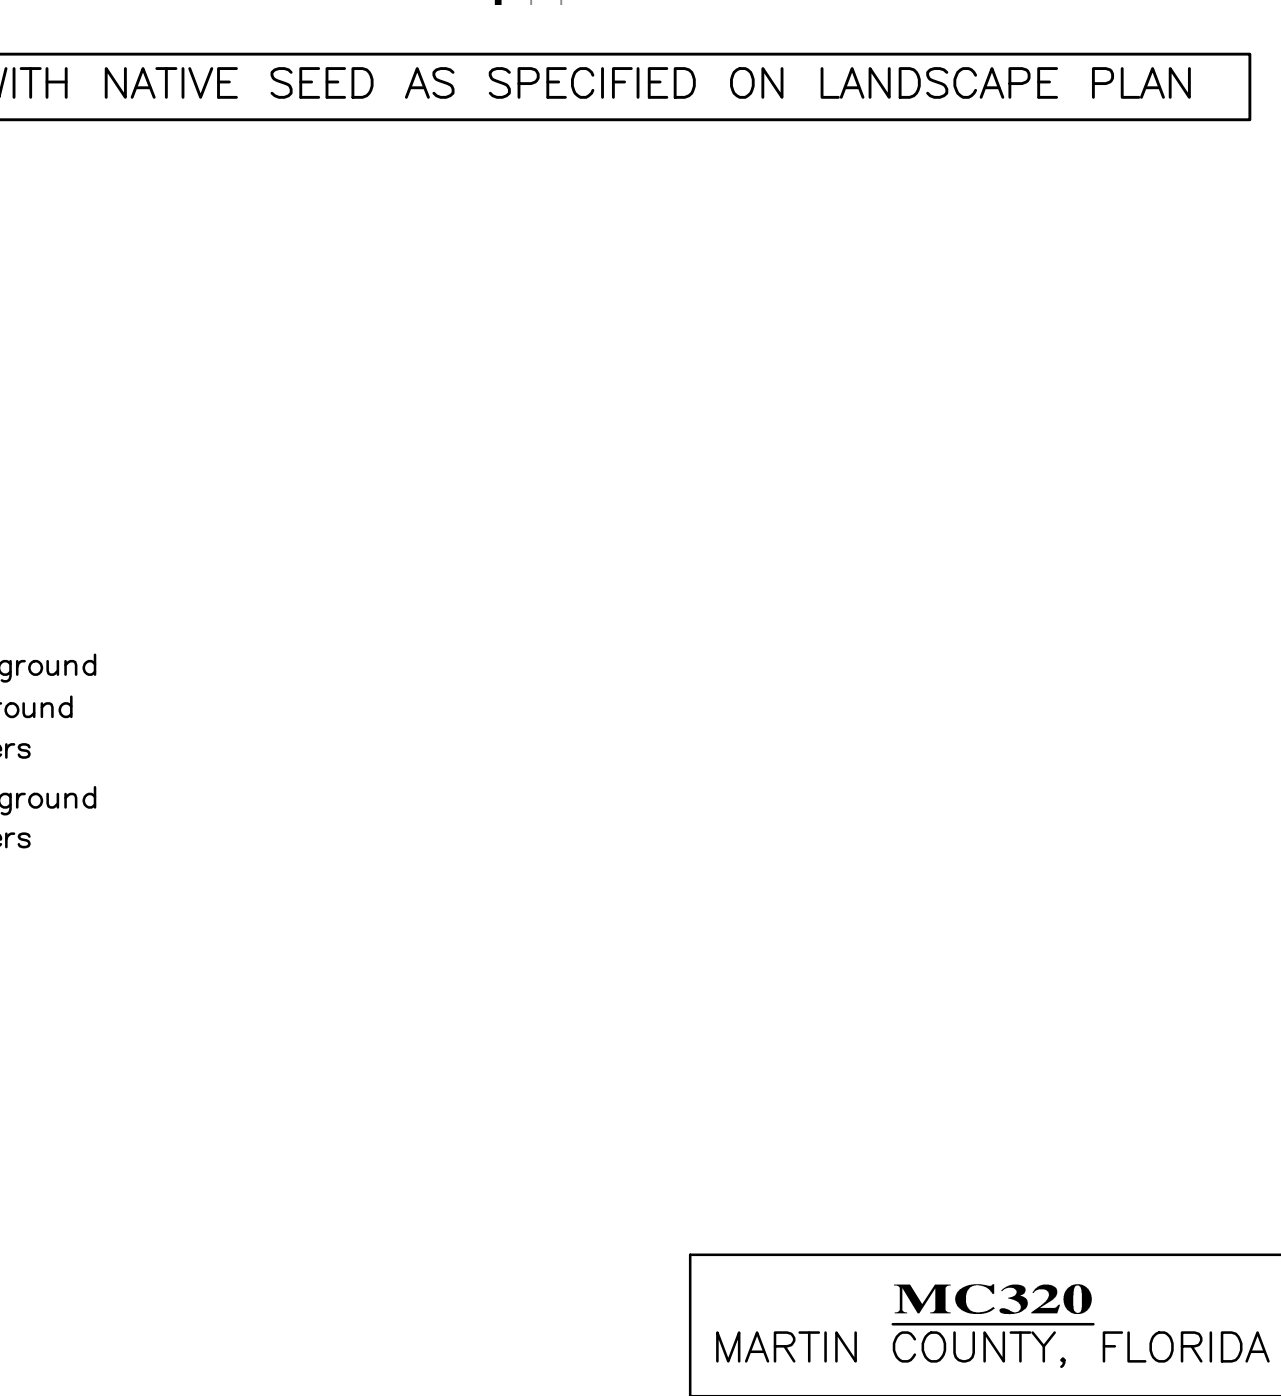 WITH NATIVE SEED AS SPECIFIED ON LANDSCAPE PLAN
ground
round
ers
ground
ers
MC320
MARTIN COUNTY, FLORIDA